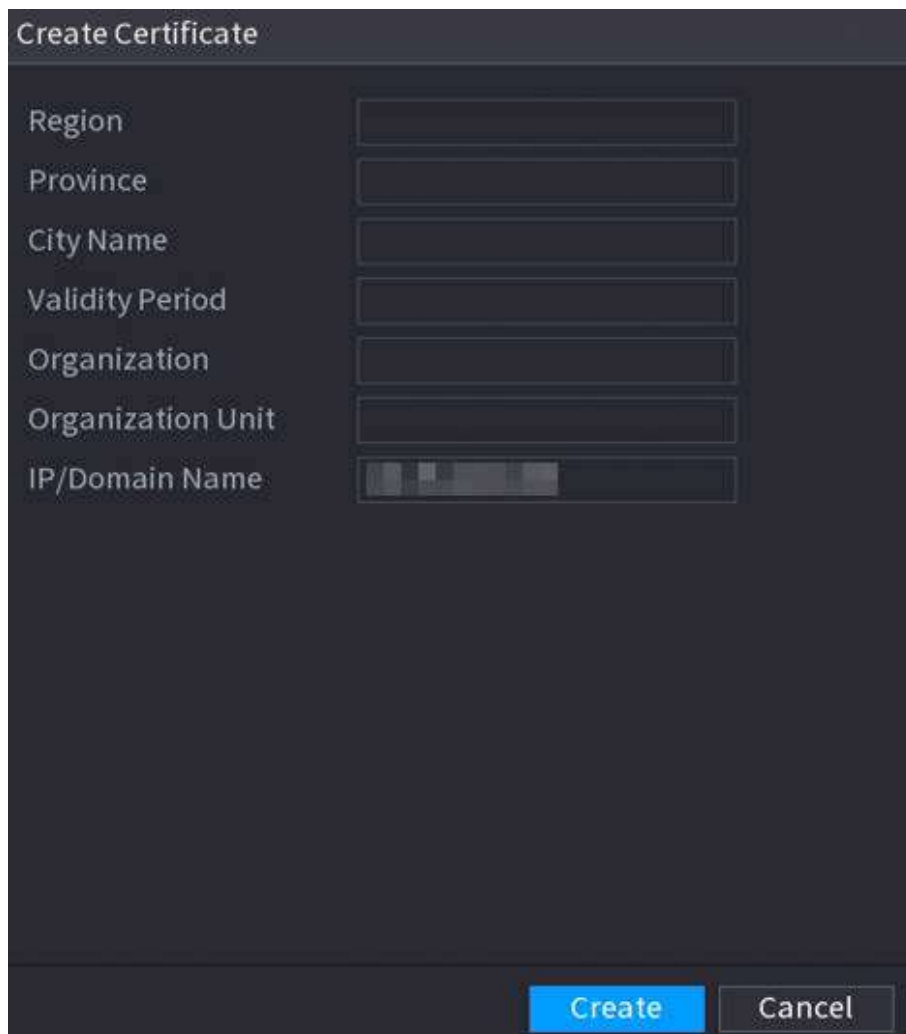 Create Certificate
Region
Province
City Name
Validity Period
Organization
Organization Unit
IP/Domain Name
Create Cancel